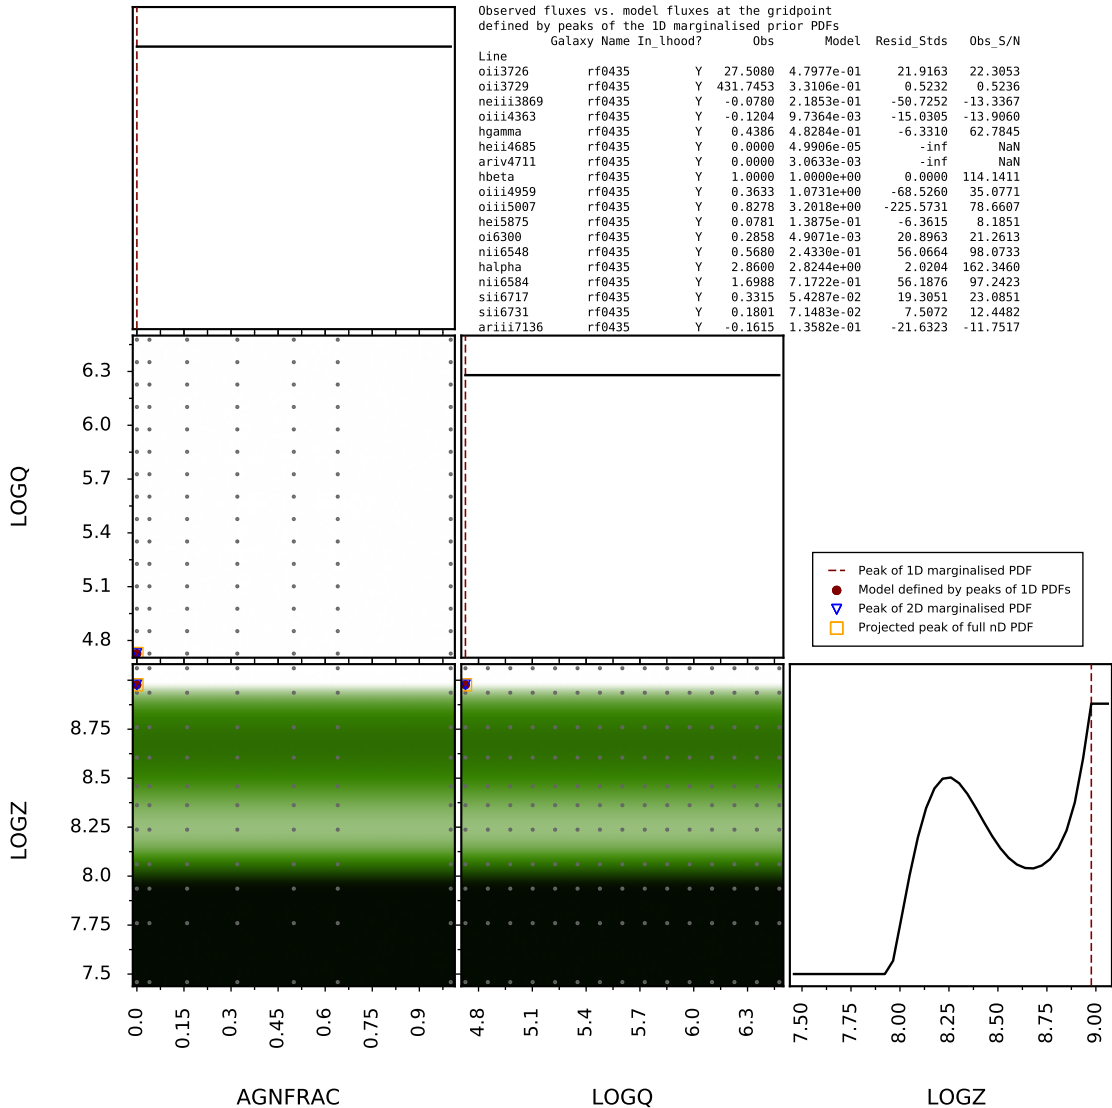 Observed fluxes vs. model fluxes at the gridpoint
defined by peaks of the 1D marginalised prior PDFs
Galaxy Name In_lhood? Obs Model Resid_Stds Obs_S/N
Line
oii3726 rf0435 Y 27.5080 4.7977e-01 21.9163 22.3053
oii3729 rf0435 Y 431.7453 3.3106e-01 0.5232 0.5236
neiii3869 rf0435 Y -0.0780 2.1853e-01 -50.7252 -13.3367
oiii4363 rf0435 Y -0.1204 9.7364e-03 -15.0305 -13.9060
hgamma rf0435 Y 0.4386 4.8284e-01 -6.3310 62.7845
heii4685 rf0435 Y 0.0000 4.9906e-05 -inf NaN
ariv4711 rf0435 Y 0.0000 3.0633e-03 -inf NaN
hbeta rf0435 Y 1.0000 1.0000e+00 0.0000 114.1411
oiii4959 rf0435 Y 0.3633 1.0731e+00 -68.5260 35.0771
oiii5007 rf0435 Y 0.8278 3.2018e+00 -225.5731 78.6607
hei5875 rf0435 Y 0.0781 1.3875e-01 -6.3615 8.1851
oi6300 rf0435 Y 0.2858 4.9071e-03 20.8963 21.2613
nii6548 rf0435 Y 0.5680 2.4330e-01 56.0664 98.0733
halpha rf0435 Y 2.8600 2.8244e+00 2.0204 162.3460
nii6584 rf0435 Y 1.6988 7.1722e-01 56.1876 97.2423
sii6717 rf0435 Y 0.3315 5.4287e-02 19.3051 23.0851
sii6731 rf0435 Y 0.1801 7.1483e-02 7.5072 12.4482
ariii7136 rf0435 Y -0.1615 1.3582e-01 -21.6323 -11.7517
LOGQ
6.3
6.0
5.7
5.4
5.1
4.8
Peak of 1D marginalised PDF
Model defined by peaks of 1D PDFs
Peak of 2D marginalised PDF
Projected peak of full nD PDF
LOGZ
8.75
8.5
8.25
8.0
7.75
7.5
0.0 0.15 0.3 0.45 0.6 0.75 0.9
4.8 5.1 5.4 5.7 6.0 6.3
7.50 7.75 8.00 8.25 8.50 8.75 9.00
AGNFRAC
LOGQ
LOGZ